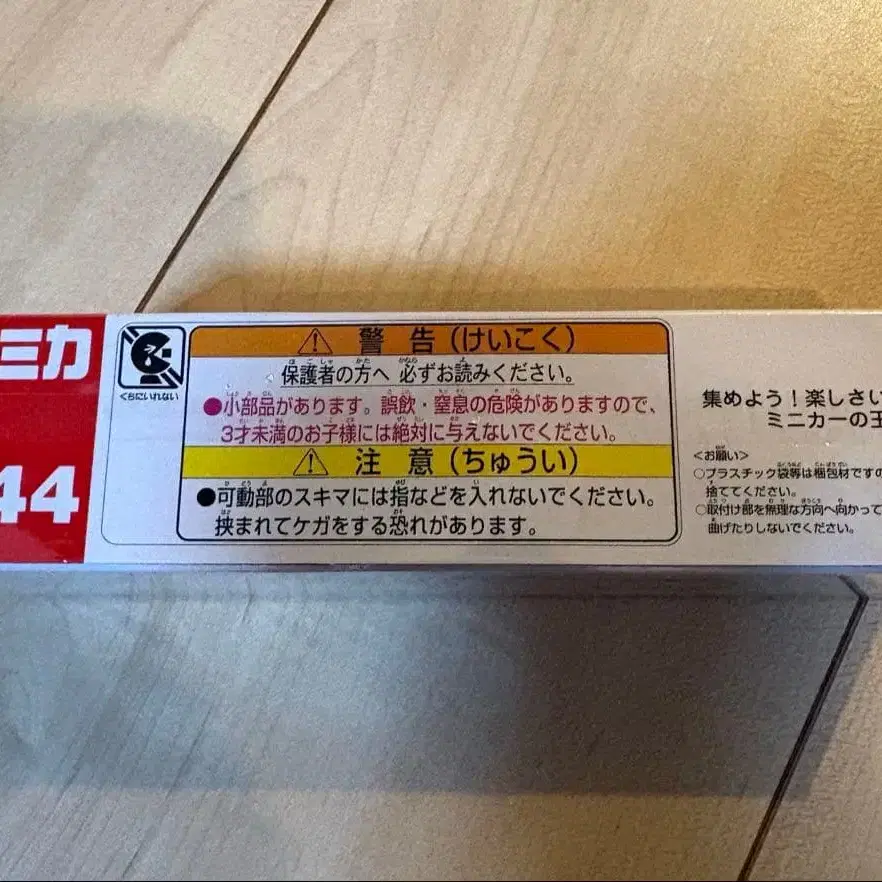 ミカ
44
くちにいれない
警 告(けいこく)
保護者の方へ 必ずお読みください。
●小部品があります。誤飲・窒息の危険がありますので、
3才未満のお子様には絶対に与えないでください。
注 意(ちゅうい)
●可動部のスキマには指などを入れないでください。
挟まれてケガをする恐れがあります。
集めよう!楽しさい
ミニカーの王
<お願い>
○プラスチック袋等は梱包材ですの
捨ててください。
○取付け部を無理な方向へ向かって
曲げたりしないでください。